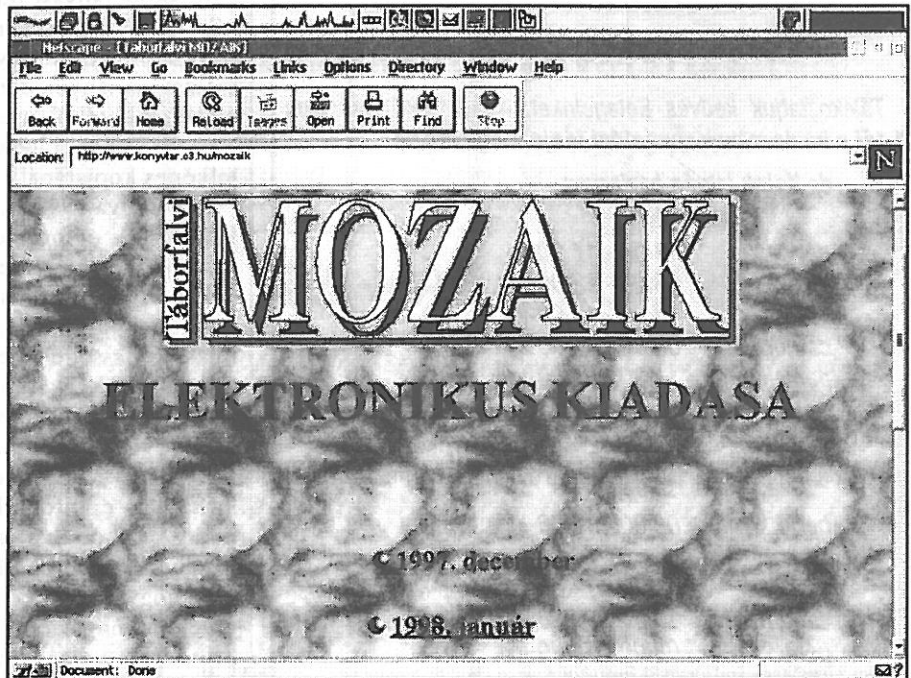 Netscape - [Táborfalvi MOZAIK]
File Edit View Go Bookmarks Links Options Directory Window Help
Back Forward Home Reload Images Open Print Find Stop
Location: http://www.konyvtar.e3.hu/mozaik
N
Táborfalvi
MOZAIK
ELEKTRONIKUS KIADÁSA
© 1997. december
© 1998. január
Document: Done
?